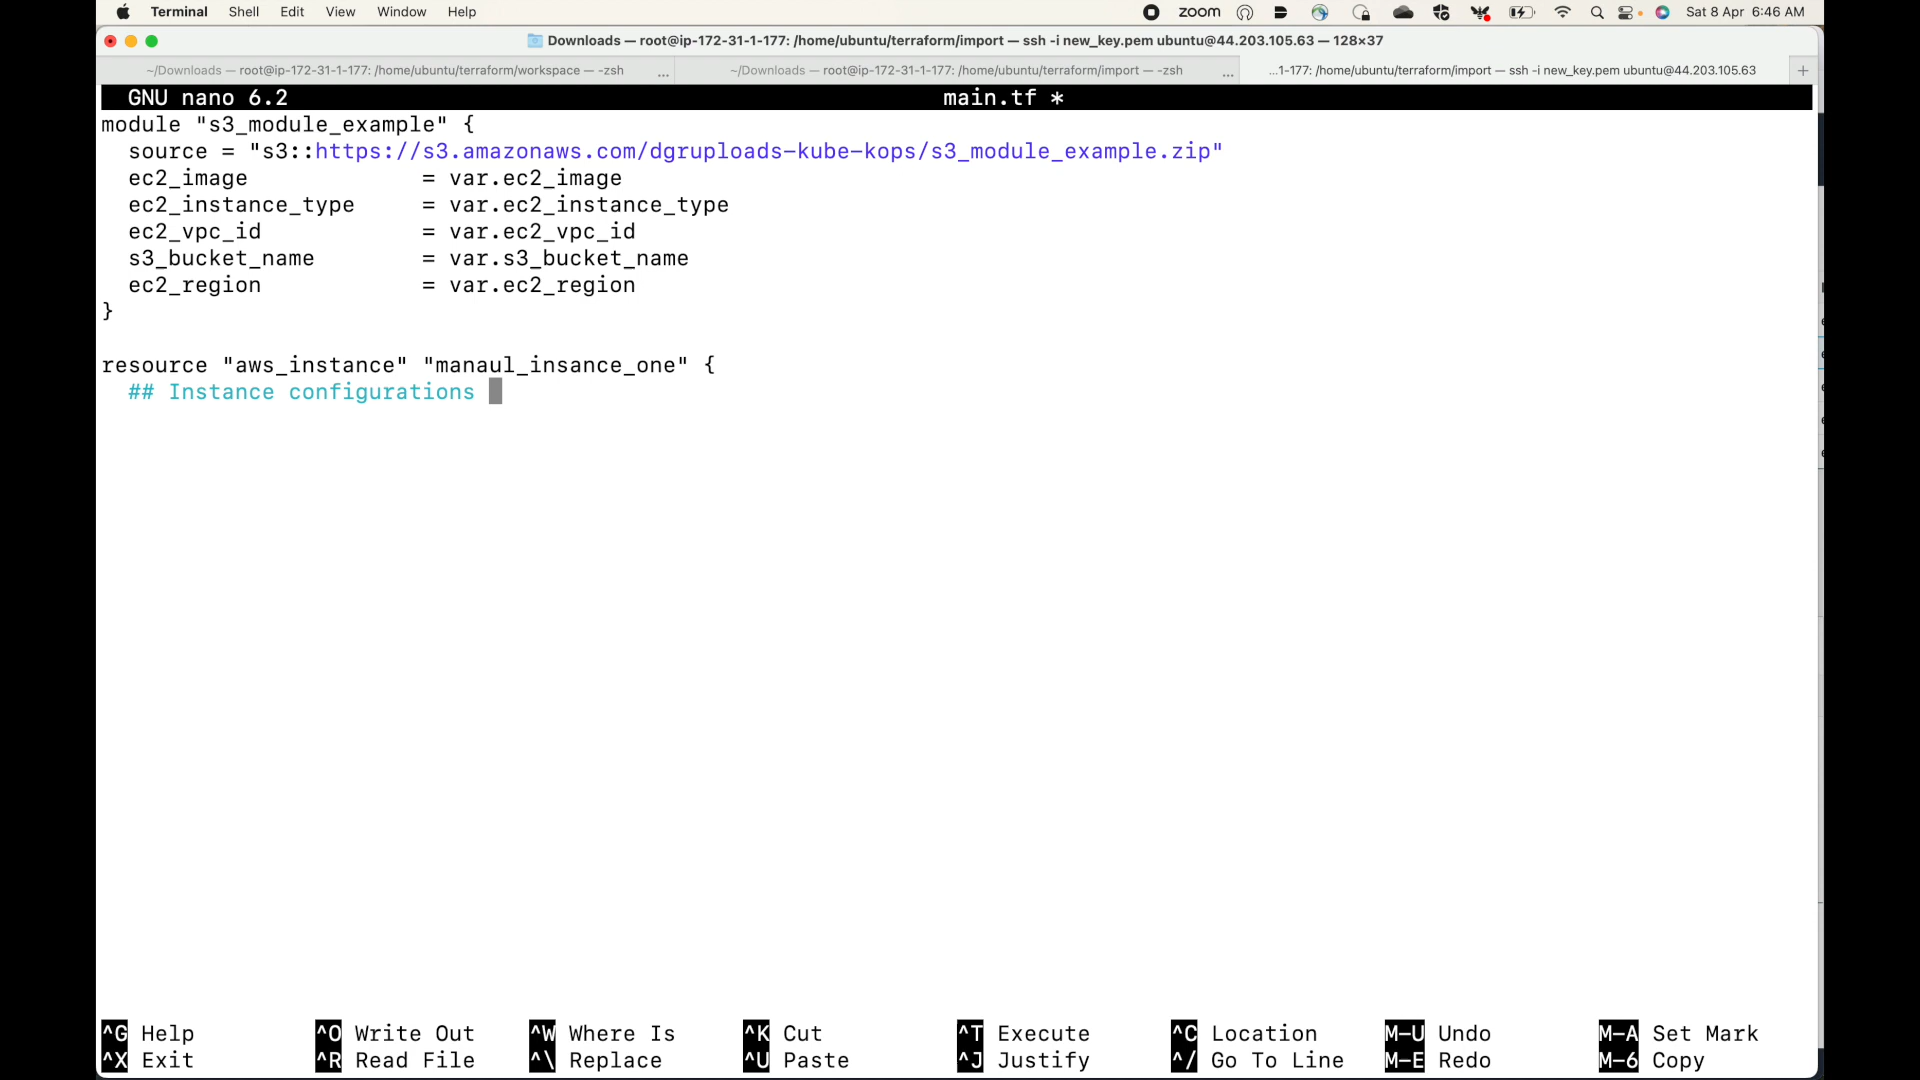 Terminal Shell Edit View Window Help zoom Sat 8 Apr 6:46 AM
Downloads — root@ip-172-31-1-177: /home/ubuntu/terraform/import — ssh -i new_key.pem ubuntu@44.203.105.63 — 128×37
~/Downloads — root@ip-172-31-1-177: /home/ubuntu/terraform/workspace — -zsh ... ~/Downloads — root@ip-172-31-1-177: /home/ubuntu/terraform/import — -zsh ... ...1-177: /home/ubuntu/terraform/import — ssh -i new_key.pem ubuntu@44.203.105.63 +
GNU nano 6.2 main.tf *
module "s3_module_example" {
  source = "s3::https://s3.amazonaws.com/dgruploads-kube-kops/s3_module_example.zip"
  ec2_image             = var.ec2_image
  ec2_instance_type     = var.ec2_instance_type
  ec2_vpc_id            = var.ec2_vpc_id
  s3_bucket_name        = var.s3_bucket_name
  ec2_region            = var.ec2_region
}
resource "aws_instance" "manaul_insance_one" {
  ## Instance configurations
^G Help ^O Write Out ^W Where Is ^K Cut ^T Execute ^C Location M-U Undo M-A Set Mark
^X Exit ^R Read File ^\ Replace ^U Paste ^J Justify ^/ Go To Line M-E Redo M-6 Copy